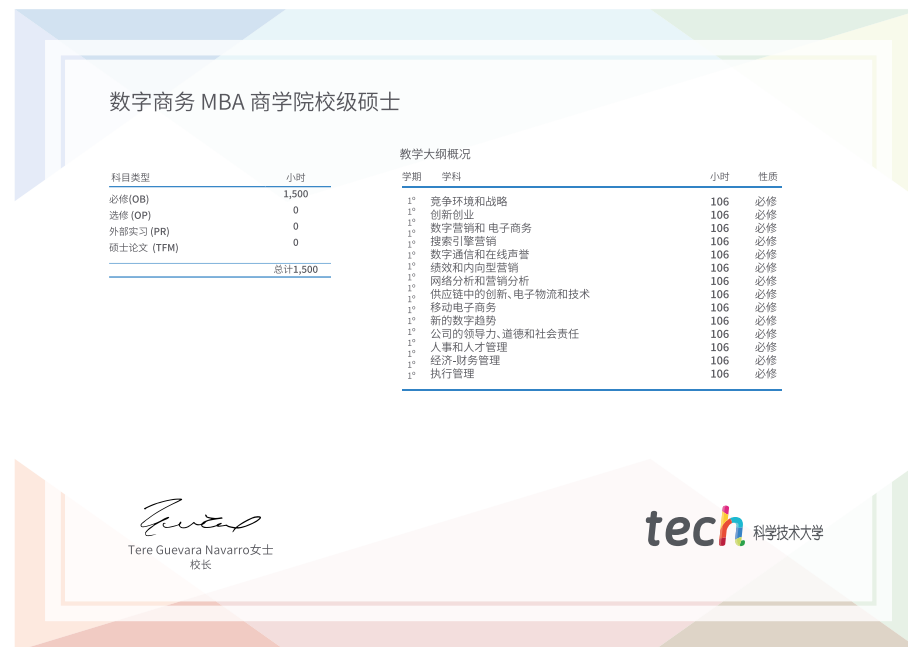 数字商务 MBA 商学院校级硕士
科目类型 小时
必修(OB) 1,500
选修 (OP) 0
外部实习 (PR) 0
硕士论文 (TFM) 0
总计1,500
教学大纲概况
学期 学科 小时 性质
1º 竞争环境和战略 106 必修
1º 创新创业 106 必修
1º 数字营销和 电子商务 106 必修
1º 搜索引擎营销 106 必修
1º 数字通信和在线声誉 106 必修
1º 绩效和内向型营销 106 必修
1º 网络分析和营销分析 106 必修
1º 供应链中的创新、电子物流和技术 106 必修
1º 移动电子商务 106 必修
1º 新的数字趋势 106 必修
1º 公司的领导力、道德和社会责任 106 必修
1º 人事和人才管理 106 必修
1º 经济-财务管理 106 必修
1º 执行管理 106 必修
1º
1º
1º
Tere Guevara Navarro女士
校长
tech 科学技术大学